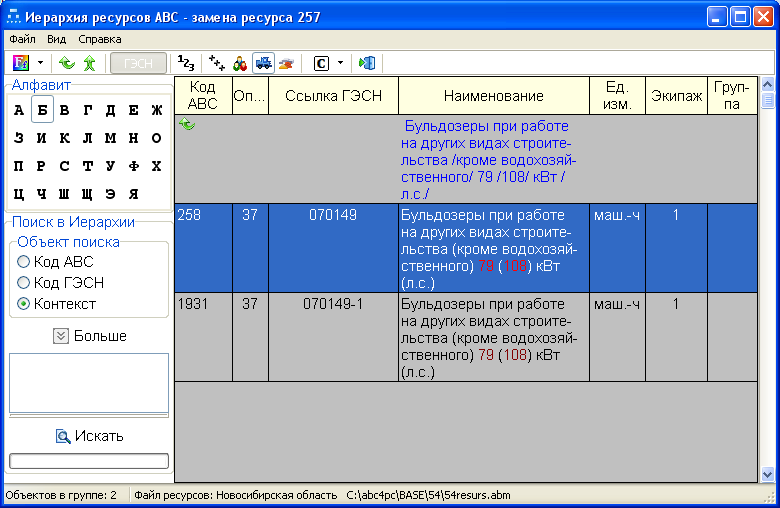 Иерархия ресурсов АВС - замена ресурса 257
Файл Вид Справка
ГЭСН 1 2 3 C
Алфавит
А Б В Г Д Е Ж
З И К Л М Н О
П Р С Т У Ф Х
Ц Ч Ш Щ Э Я
Поиск в Иерархии
Объект поиска
Код АВС
Код ГЭСН
Контекст
Больше
Искать
Код АВС Оп... Ссылка ГЭСН Наименование Ед. изм. Экипаж Груп-па
Бульдозеры при работе
на других видах строите-
льства /кроме водохозяй-
ственного/ 79 /108/ кВт /
л.с./
258 37 070149 Бульдозеры при работе маш.-ч 1
на других видах строите-
льства (кроме водохозяй-
ственного) 79 (108) кВт
(л.с.)
1931 37 070149-1 Бульдозеры при работе маш.-ч 1
на других видах строите-
льства (кроме водохозяй-
ственного) 79 (108) кВт
(л.с.)
Объектов в группе: 2 Файл ресурсов: Новосибирская область C:\abc4pc\BASE\54\54resurs.abm